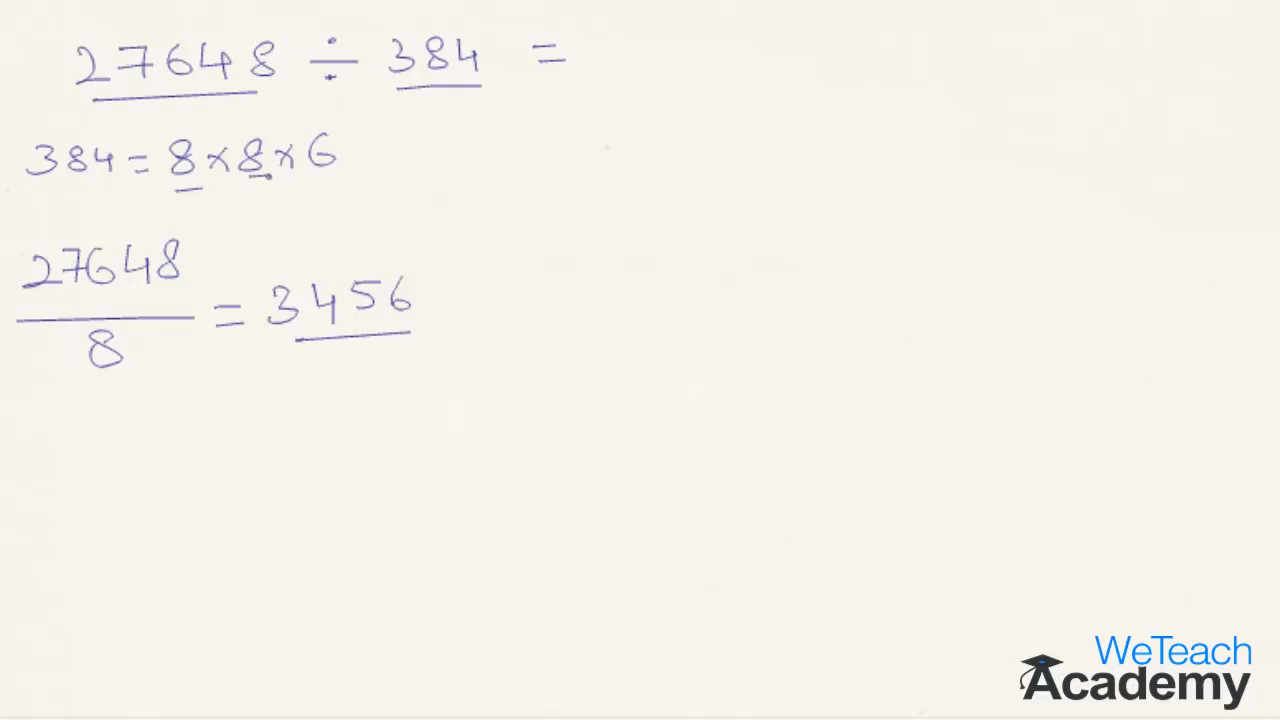 27648 ÷ 384 =
384 = 8 × 8 × 6
27648
8
= 3456
WeTeach
Academy